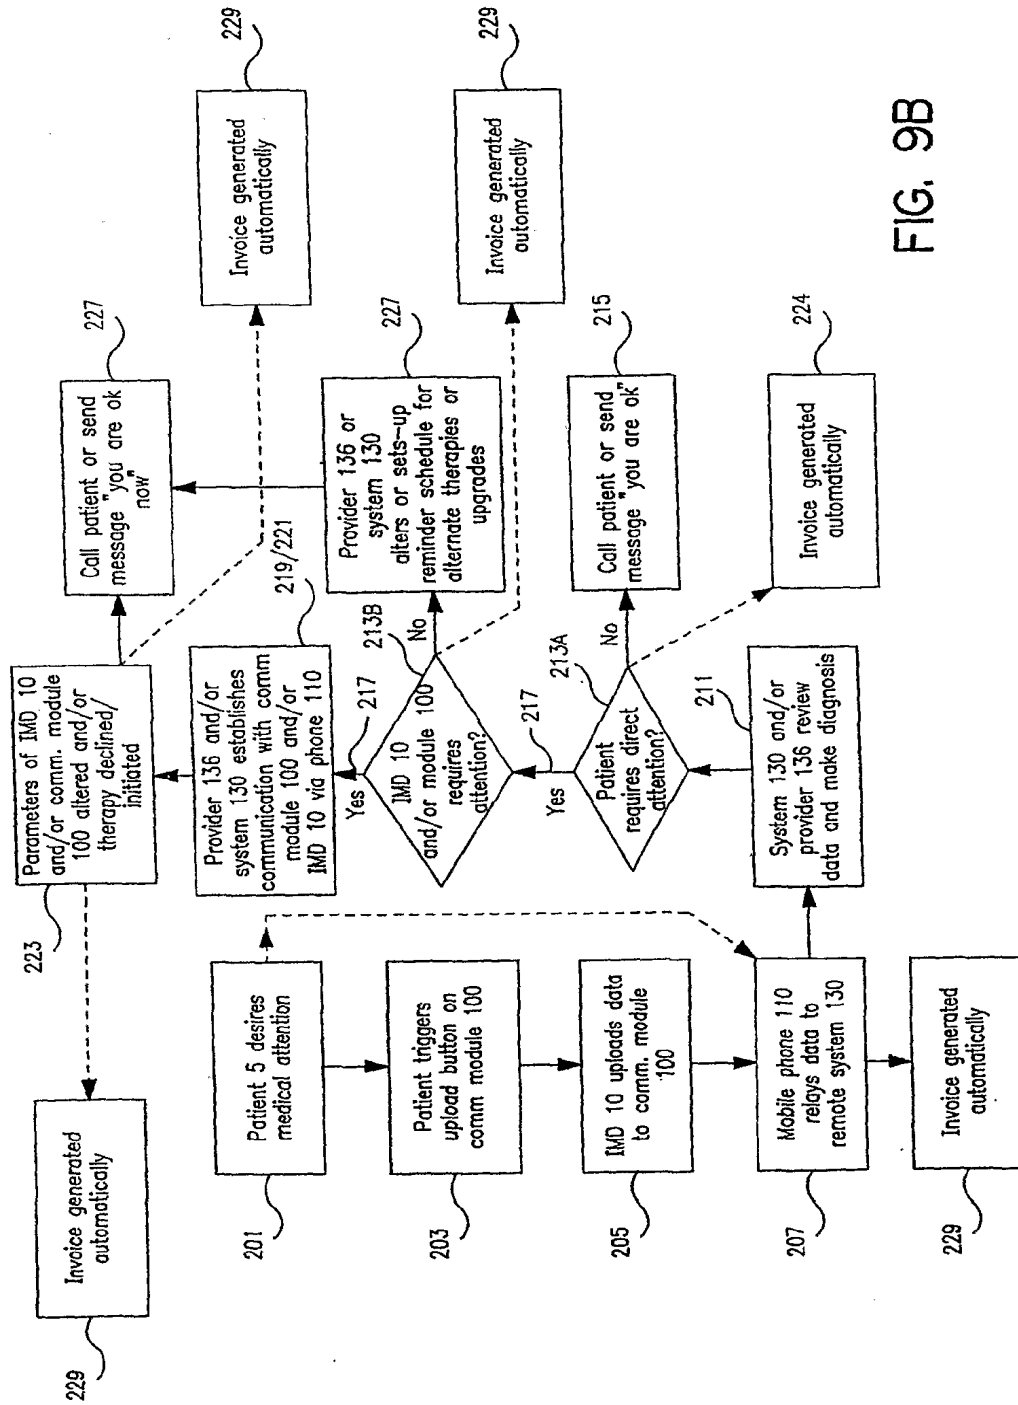 229
Invoice generated
automatically
223
Parameters of IMD 10
and/or comm. module
100 altered and/or
therapy declined/
initiated
Call patient or send
message "you are ok
now"
227
Invoice generated
automatically
229
201
Patient 5 desires
medical attention
Provider 136 and/or
system 130 establishes
communication with comm
module 100 and/or
IMD 10 via phone 110
219/221
Yes
217
203
Patient triggers
upload button on
comm module 100
IMD 10
and/or module 100
requires
attention?
213B
No
Provider 136 or
system 130
alters or sets-up
reminder schedule for
alternate therapies or
upgrades
227
Invoice generated
automatically
229
Yes
217
205
IMD 10 uploads data
to comm. module
100
Patient
requires direct
attention?
213A
No
Call patient or send
message "you are ok"
215
207
Mobile phone 110
relays data to
remote system 130
System 130 and/or
provider 136 review
data and make diagnosis
211
Invoice generated
automatically
224
229
Invoice generated
automatically
FIG. 9B